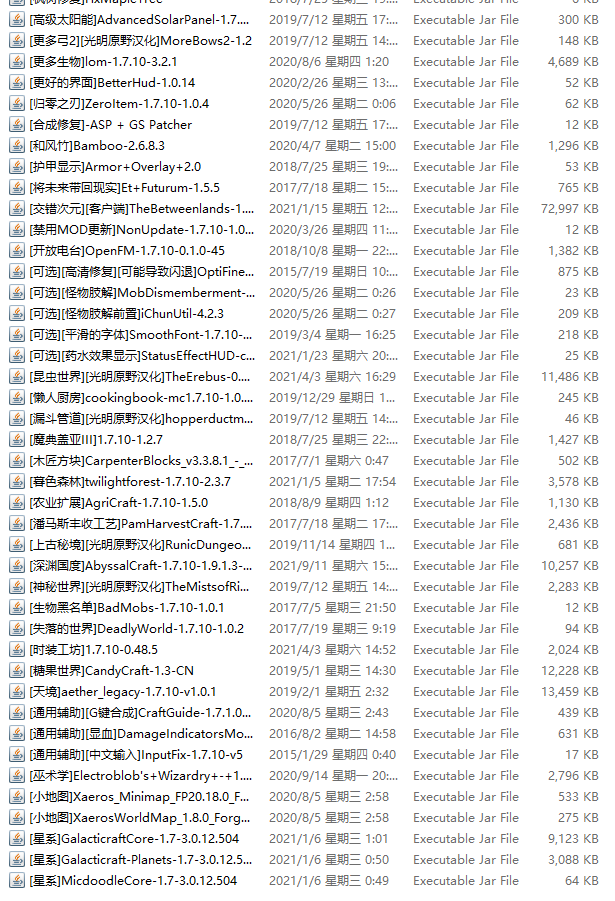 [高级太阳能]AdvancedSolarPanel-1.7.... 2019/7/12 星期五 17:... Executable Jar File 300 KB
[更多弓2][光明原野汉化]MoreBows2-1.2 2019/7/12 星期五 14:... Executable Jar File 148 KB
[更多生物]lom-1.7.10-3.2.1 2020/8/6 星期四 1:20 Executable Jar File 4,689 KB
[更好的界面]BetterHud-1.0.14 2020/2/26 星期三 13:... Executable Jar File 52 KB
[归零之刃]ZeroItem-1.7.10-1.0.4 2020/5/26 星期二 0:06 Executable Jar File 62 KB
[合成修复]-ASP + GS Patcher 2019/7/12 星期五 17:... Executable Jar File 12 KB
[和风竹]Bamboo-2.6.8.3 2020/4/7 星期二 15:00 Executable Jar File 1,296 KB
[护甲显示]Armor+Overlay+2.0 2018/7/25 星期三 19:... Executable Jar File 53 KB
[将未来带回现实]Et+Futurum-1.5.5 2017/7/18 星期二 15:... Executable Jar File 765 KB
[交错次元][客户端]TheBetweenlands-1.... 2021/1/15 星期五 12:... Executable Jar File 72,997 KB
[禁用MOD更新]NonUpdate-1.7.10-1.0... 2020/3/26 星期四 11:... Executable Jar File 12 KB
[开放电台]OpenFM-1.7.10-0.1.0-45 2018/10/8 星期一 22:... Executable Jar File 1,382 KB
[可选][高清修复][可能导致闪退]OptiFine... 2015/7/19 星期日 10:... Executable Jar File 875 KB
[可选][怪物肢解]MobDismemberment-... 2020/5/26 星期二 0:26 Executable Jar File 23 KB
[可选][怪物肢解前置]iChunUtil-4.2.3 2020/5/26 星期二 0:27 Executable Jar File 209 KB
[可选][平滑的字体]SmoothFont-1.7.10-... 2019/3/4 星期一 16:25 Executable Jar File 218 KB
[可选][药水效果显示]StatusEffectHUD-c... 2021/1/23 星期六 20:... Executable Jar File 25 KB
[昆虫世界][光明原野汉化]TheErebus-0.... 2021/4/3 星期六 16:29 Executable Jar File 11,486 KB
[懒人厨房]cookingbook-mc1.7.10-1.0... 2019/12/29 星期日 1... Executable Jar File 245 KB
[漏斗管道][光明原野汉化]hopperductm... 2019/7/12 星期五 14:... Executable Jar File 46 KB
[魔典盖亚III]1.7.10-1.2.7 2018/7/25 星期三 22:... Executable Jar File 1,427 KB
[木匠方块]CarpenterBlocks_v3.3.8.1_-_... 2017/7/1 星期六 0:47 Executable Jar File 502 KB
[暮色森林]twilightforest-1.7.10-2.3.7 2021/1/5 星期二 17:54 Executable Jar File 3,578 KB
[农业扩展]AgriCraft-1.7.10-1.5.0 2018/8/9 星期四 1:12 Executable Jar File 1,130 KB
[潘马斯丰收工艺]PamHarvestCraft-1.7.... 2017/7/18 星期二 17:... Executable Jar File 2,436 KB
[上古秘境][光明原野汉化]RunicDungeo... 2019/11/14 星期四 1... Executable Jar File 681 KB
[深渊国度]AbyssalCraft-1.7.10-1.9.1.3-... 2021/9/11 星期六 15:... Executable Jar File 10,257 KB
[神秘世界][光明原野汉化]TheMistsofRi... 2019/7/12 星期五 14:... Executable Jar File 2,283 KB
[生物黑名单]BadMobs-1.7.10-1.0.1 2017/7/5 星期三 21:50 Executable Jar File 12 KB
[失落的世界]DeadlyWorld-1.7.10-1.0.2 2017/7/19 星期三 9:19 Executable Jar File 94 KB
[时装工坊]1.7.10-0.48.5 2021/4/3 星期六 14:52 Executable Jar File 2,024 KB
[糖果世界]CandyCraft-1.3-CN 2019/5/1 星期三 14:30 Executable Jar File 12,228 KB
[天境]aether_legacy-1.7.10-v1.0.1 2019/2/1 星期五 2:32 Executable Jar File 13,459 KB
[通用辅助][G键合成]CraftGuide-1.7.1.0... 2020/8/5 星期三 2:43 Executable Jar File 439 KB
[通用辅助][显血]DamageIndicatorsMo... 2016/8/2 星期二 14:58 Executable Jar File 631 KB
[通用辅助][中文输入]InputFix-1.7.10-v5 2015/1/29 星期四 0:40 Executable Jar File 17 KB
[巫术学]Electroblob's+Wizardry+-+1.... 2020/9/14 星期一 20:... Executable Jar File 2,796 KB
[小地图]Xaeros_Minimap_FP20.18.0_F... 2020/8/5 星期三 2:58 Executable Jar File 533 KB
[小地图]XaerosWorldMap_1.8.0_Forg... 2020/8/5 星期三 2:58 Executable Jar File 275 KB
[星系]GalacticraftCore-1.7-3.0.12.504 2021/1/6 星期三 1:01 Executable Jar File 9,123 KB
[星系]Galacticraft-Planets-1.7-3.0.12.5... 2021/1/6 星期三 0:50 Executable Jar File 3,088 KB
[星系]MicdoodleCore-1.7-3.0.12.504 2021/1/6 星期三 0:49 Executable Jar File 64 KB